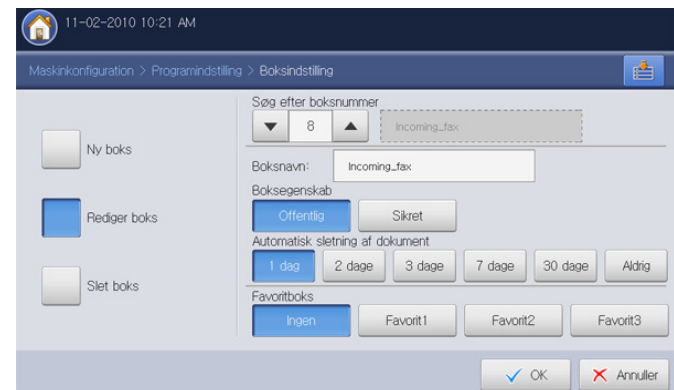 11-02-2010 10:21 AM
Maskinkonfiguration > Programindstilling > Boksindstilling
Søg efter boksnummer
8 Incoming_fax
Ny boks
Boksnavn: Incoming_fax
Boksegenskab
Rediger boks
Offentlig Sikret
Automatisk sletning af dokument
1 dag 2 dage 3 dage 7 dage 30 dage Aldrig
Slet boks
Favoritboks
Ingen Favorit1 Favorit2 Favorit3
OK Annuller